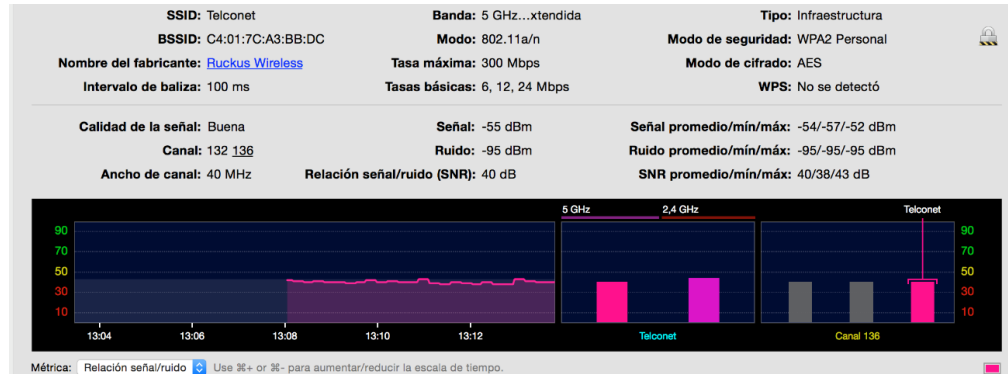 SSID: Telconet Banda: 5 GHz...xtendida Tipo: Infraestructura
BSSID: C4:01:7C:A3:BB:DC Modo: 802.11a/n Modo de seguridad: WPA2 Personal
Nombre del fabricante: Ruckus Wireless Tasa máxima: 300 Mbps Modo de cifrado: AES
Intervalo de baliza: 100 ms Tasas básicas: 6, 12, 24 Mbps WPS: No se detectó
Calidad de la señal: Buena Señal: -55 dBm Señal promedio/mín/máx: -54/-57/-52 dBm
Canal: 132 136 Ruido: -95 dBm Ruido promedio/mín/máx: -95/-95/-95 dBm
Ancho de canal: 40 MHz Relación señal/ruido (SNR): 40 dB SNR promedio/mín/máx: 40/38/43 dB
5 GHz 2,4 GHz Telconet
90 90
70 70
50 50
30 30
10 10
13:04 13:06 13:08 13:10 13:12 Telconet Canal 136
Métrica: Relación señal/ruido Use ⌘+ or ⌘- para aumentar/reducir la escala de tiempo.